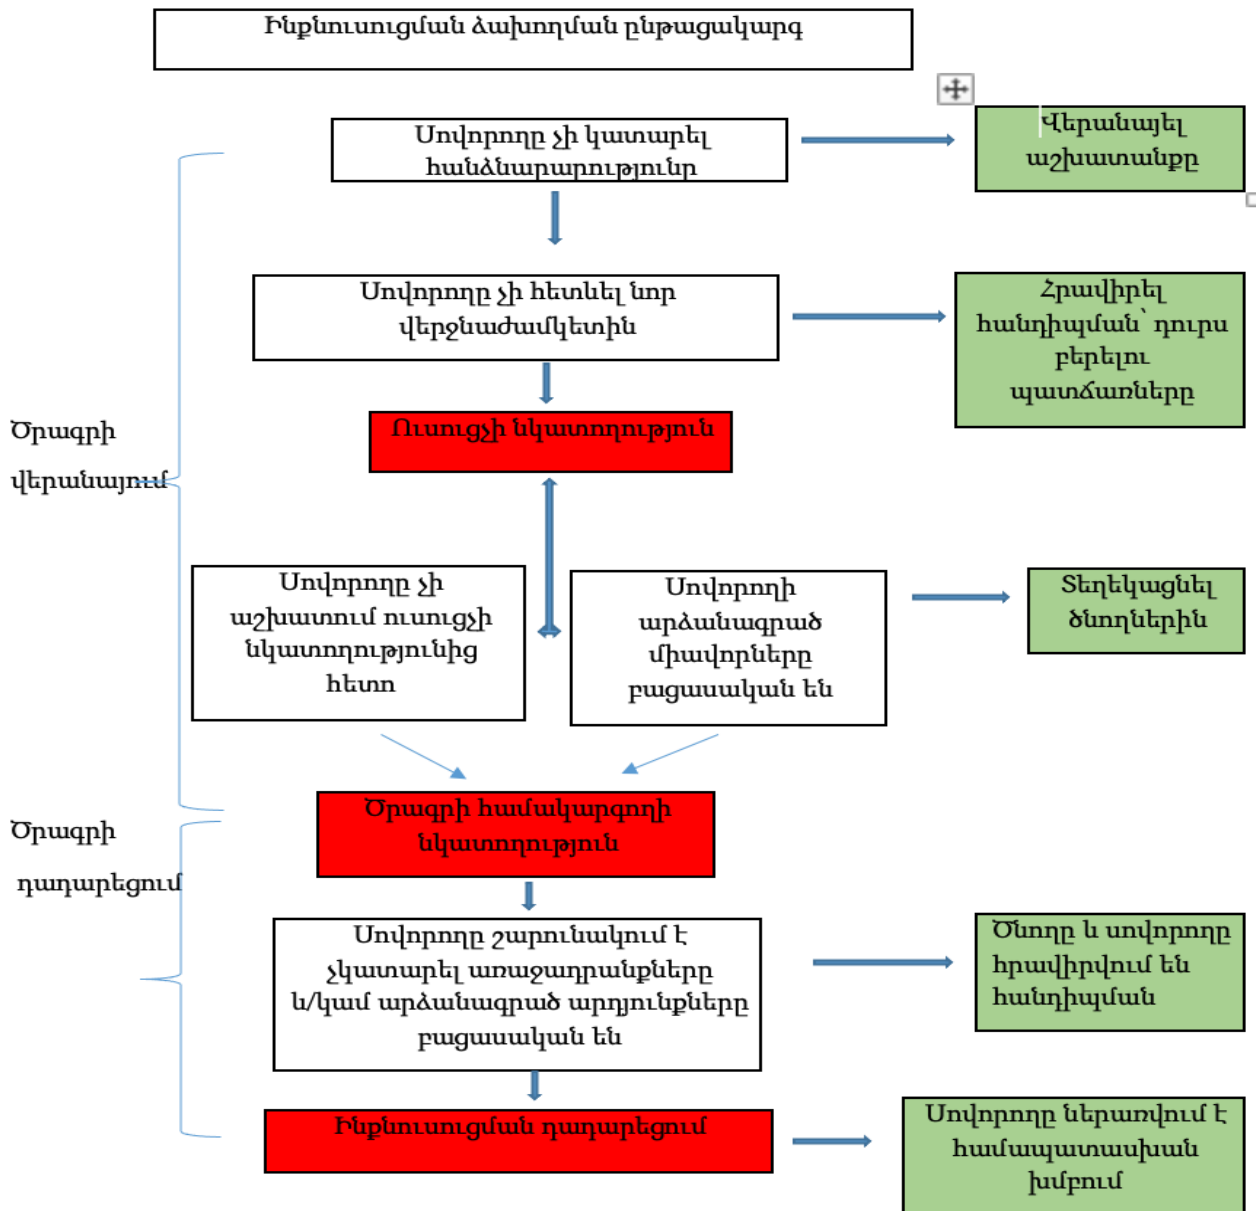 Ինքնուսուցման ձախողման ընթացակարգ
Սովորողը չի կատարել
հանձնարարությունը
Վերանայել
աշխատանքը
Սովորողը չի հետևել նոր
վերջնաժամկետին
Հրավիրել
հանդիպման՝ դուրս
բերելու
պատճառները
Ծրագրի
վերանայում
Ուսուցչի նկատողություն
Սովորողը չի
աշխատում ուսուցչի
նկատողությունից
հետո
Սովորողի
արձանագրած
միավորները
բացասական են
Տեղեկացնել
ծնողներին
Ծրագրի համակարգողի
նկատողություն
Ծրագրի
դադարեցում
Սովորողը շարունակում է
չկատարել առաջադրանքները
և/կամ արձանագրած արդյունքները
բացասական են
Ծնողը և սովորողը
հրավիրվում են
հանդիպման
Ինքնուսուցման դադարեցում
Սովորողը ներառվում է
համապատասխան
խմբում